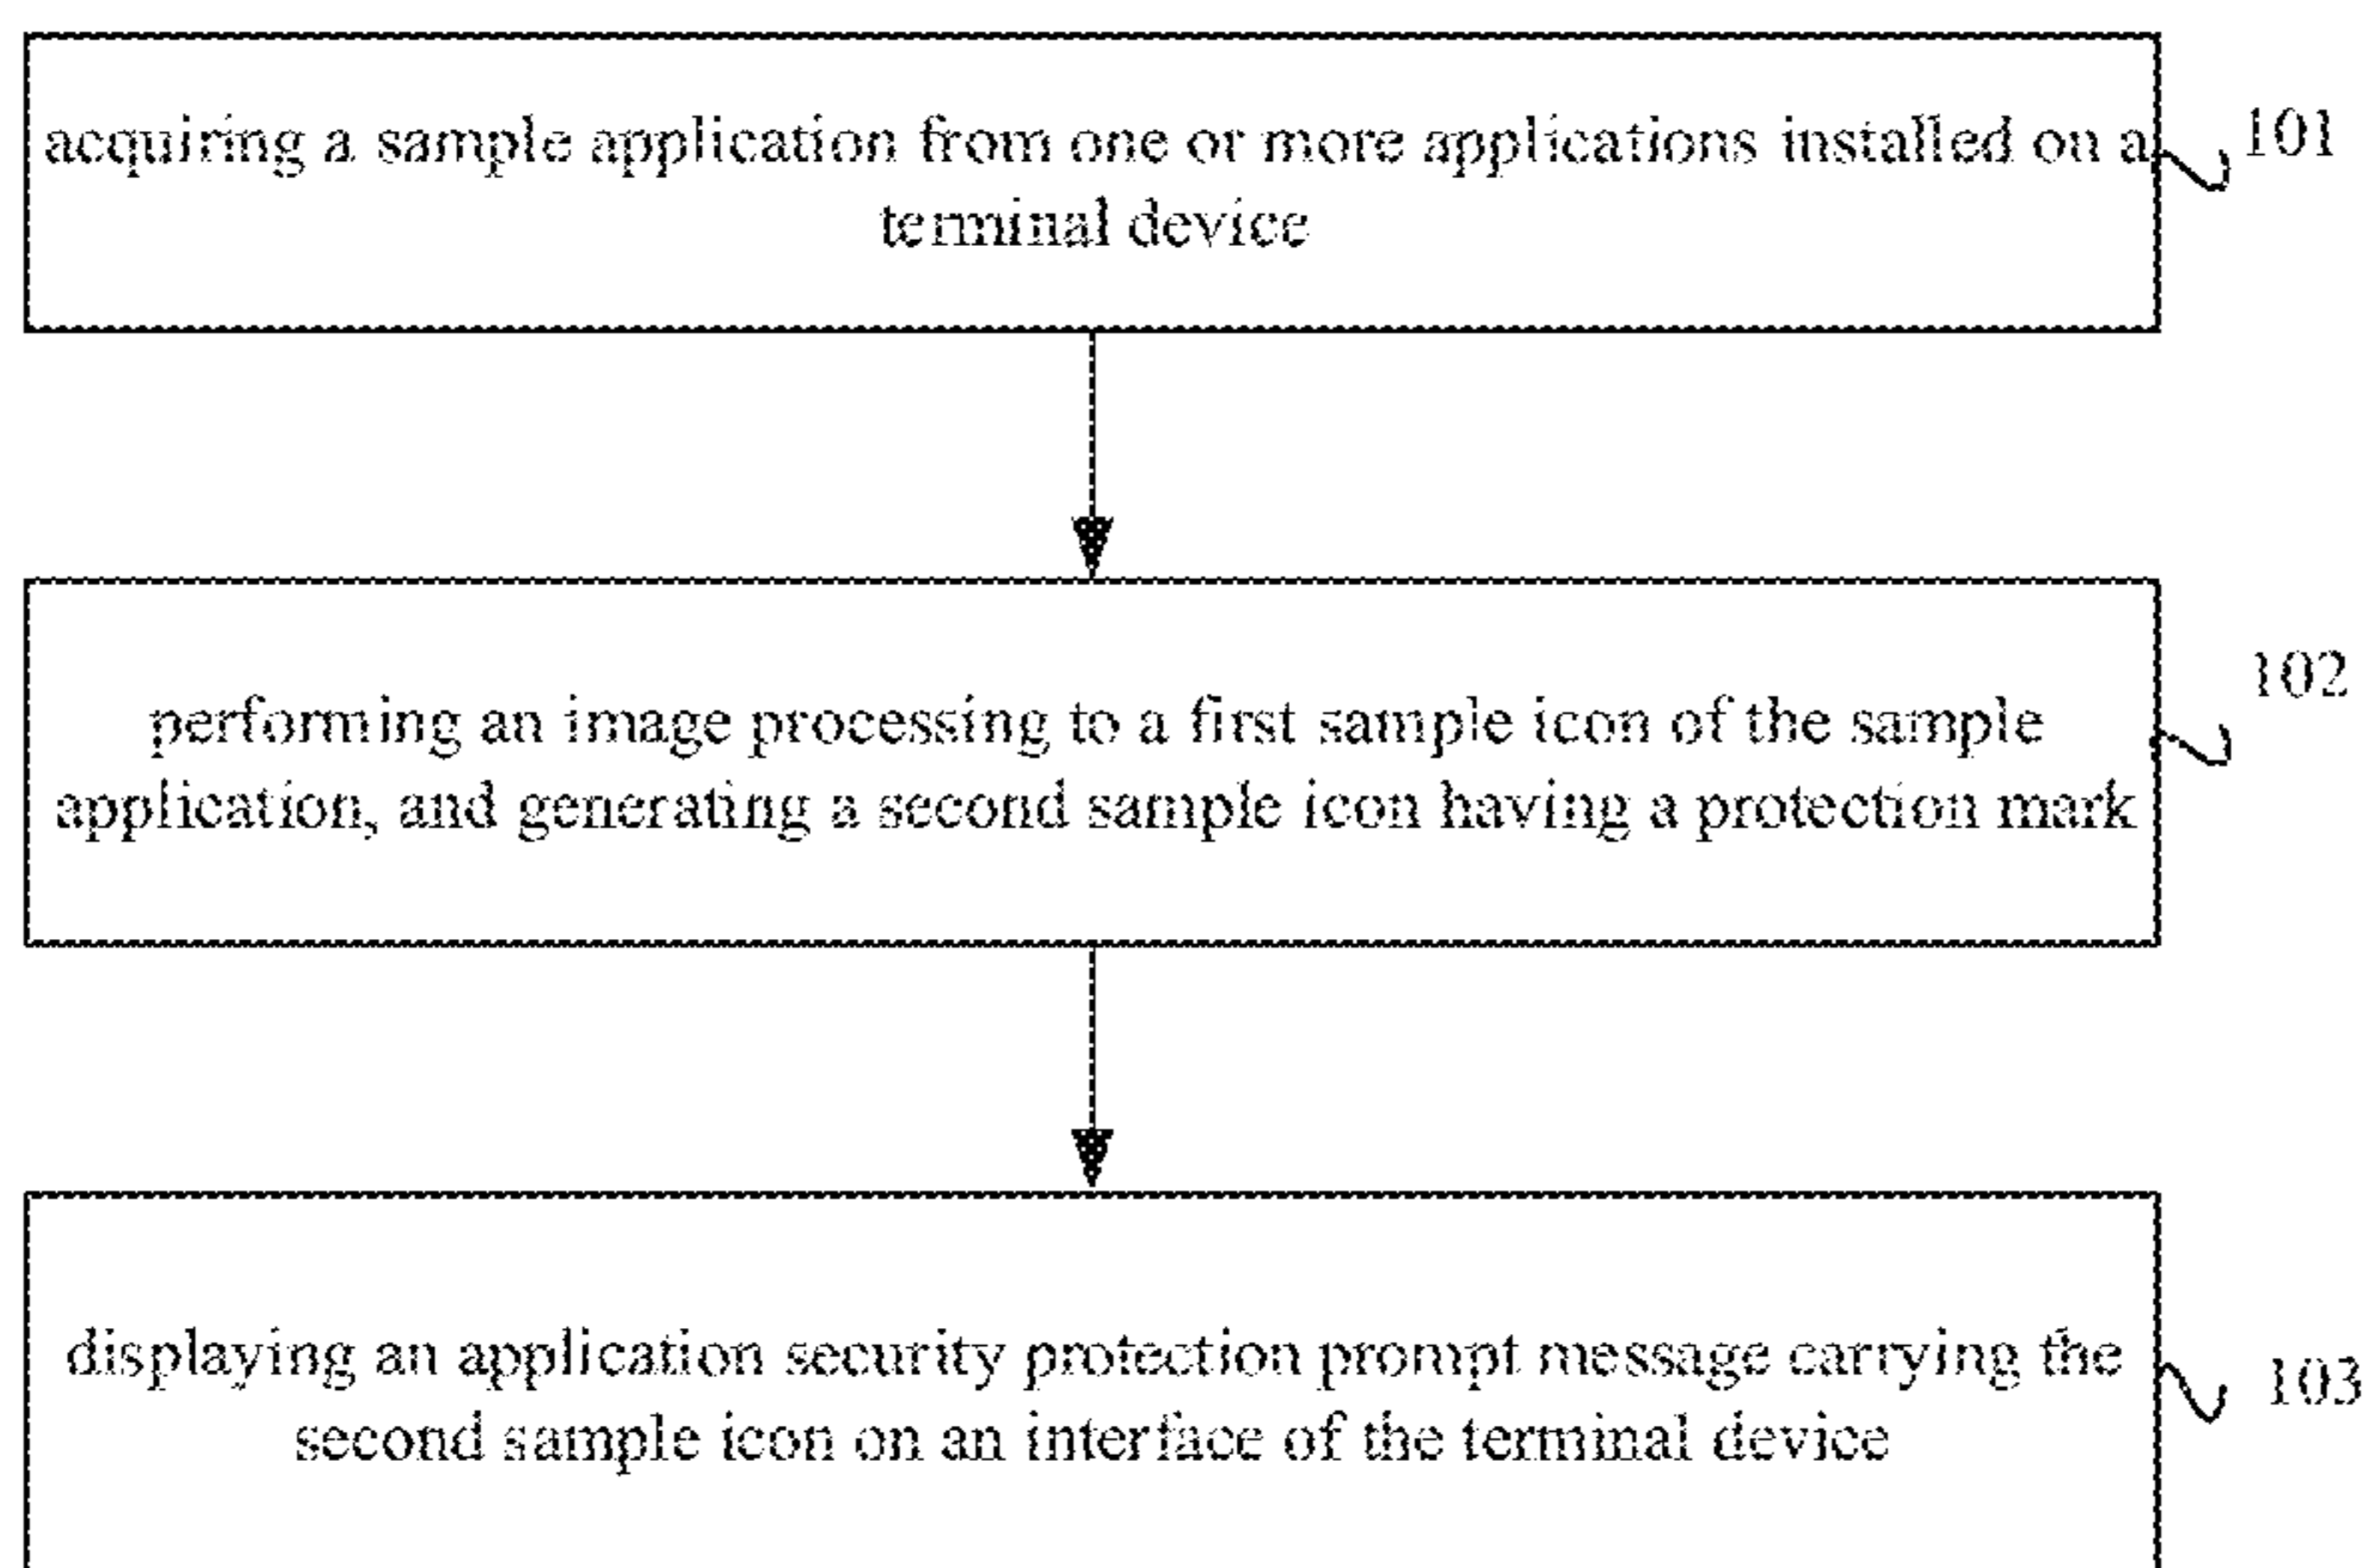 acquiring a sample application from one or more applications installed on a
terminal device
101
performing an image processing to a first sample icon of the sample
application, and generating a second sample icon having a protection mark
102
displaying an application security protection prompt message carrying the
second sample icon on an interface of the terminal device
103